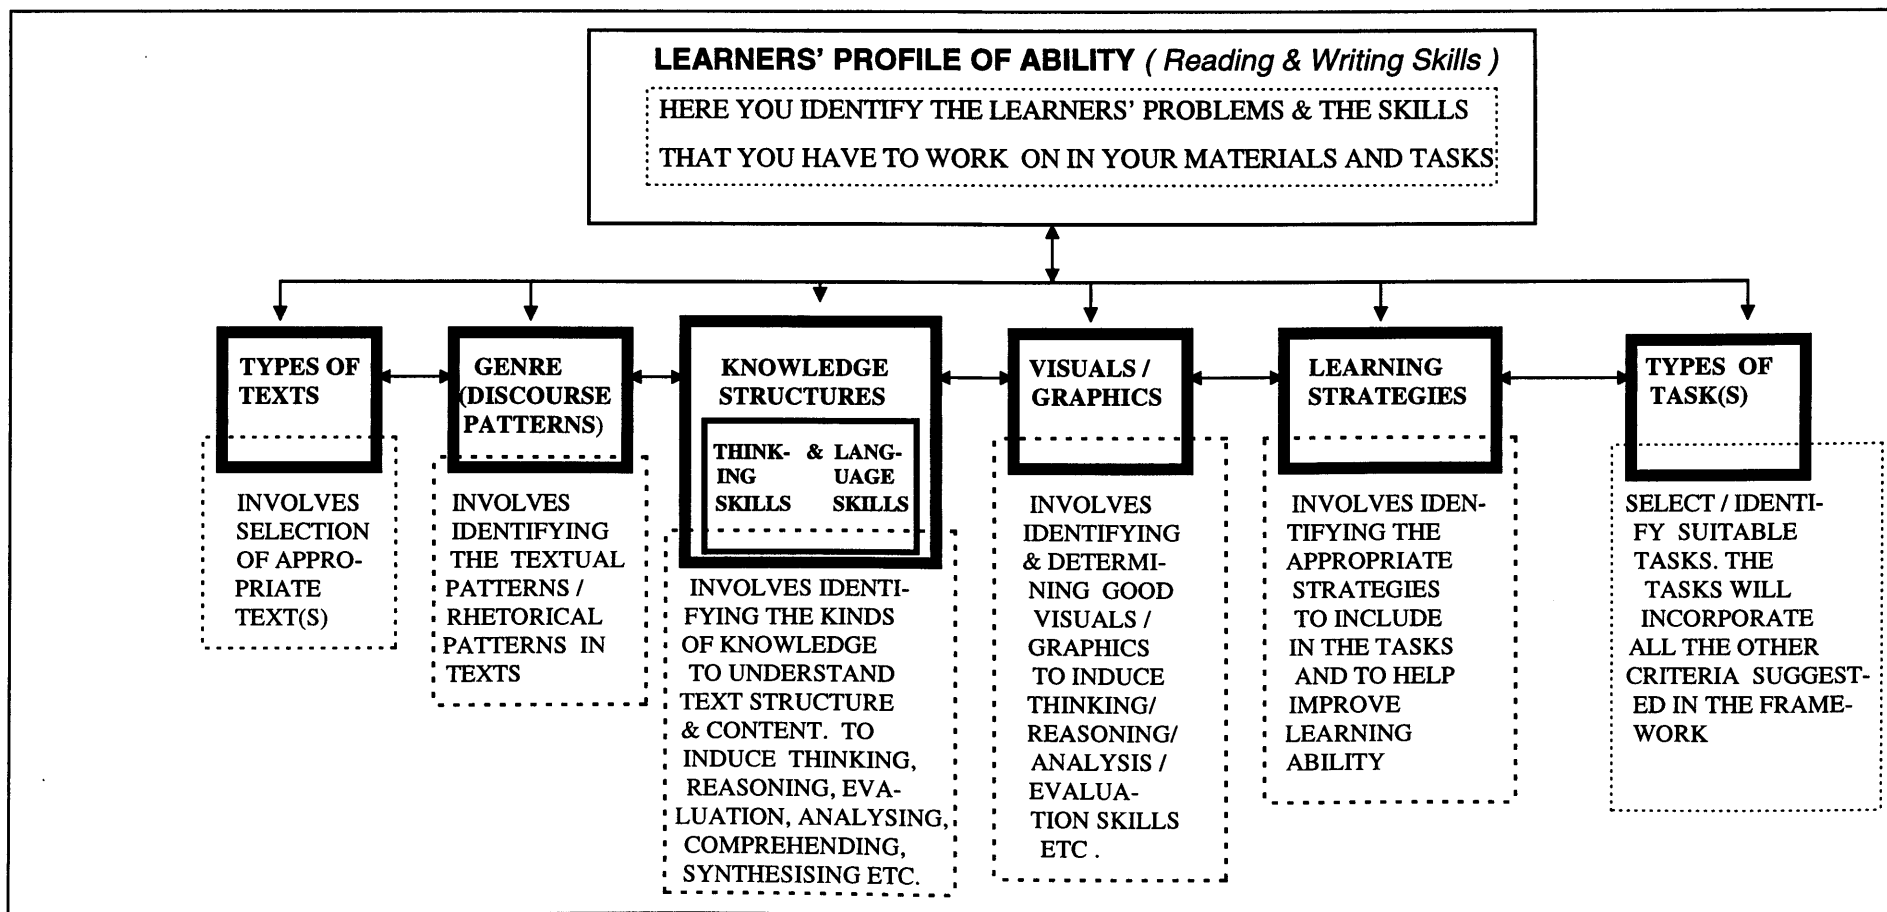 LEARNERS' PROFILE OF ABILITY ( Reading & Writing Skills )
HERE YOU IDENTIFY THE LEARNERS' PROBLEMS & THE SKILLS
THAT YOU HAVE TO WORK ON IN YOUR MATERIALS AND TASKS
TYPES OF
TEXTS
INVOLVES
SELECTION
OF APPRO-
PRIATE
TEXT(S)
GENRE
(DISCOURSE
PATTERNS)
INVOLVES
IDENTIFYING
THE TEXTUAL
PATTERNS /
RHETORICAL
PATTERNS IN
TEXTS
KNOWLEDGE
STRUCTURES
THINK- & LANG-
ING UAGE
SKILLS SKILLS
INVOLVES IDENTI-
FYING THE KINDS
OF KNOWLEDGE
TO UNDERSTAND
TEXT STRUCTURE
& CONTENT. TO
INDUCE THINKING,
REASONING, EVA-
LUATION, ANALYSING,
COMPREHENDING,
SYNTHESISING ETC.
VISUALS /
GRAPHICS
INVOLVES
IDENTIFYING
& DETERMI-
NING GOOD
VISUALS /
GRAPHICS
TO INDUCE
THINKING/
REASONING/
ANALYSIS /
EVALUA-
TION SKILLS
ETC .
LEARNING
STRATEGIES
INVOLVES IDEN-
TIFYING THE
APPROPRIATE
STRATEGIES
TO INCLUDE
IN THE TASKS
AND TO HELP
IMPROVE
LEARNING
ABILITY
TYPES OF
TASK(S)
SELECT / IDENTI-
FY SUITABLE
TASKS. THE
TASKS WILL
INCORPORATE
ALL THE OTHER
CRITERIA SUGGEST-
ED IN THE FRAME-
WORK